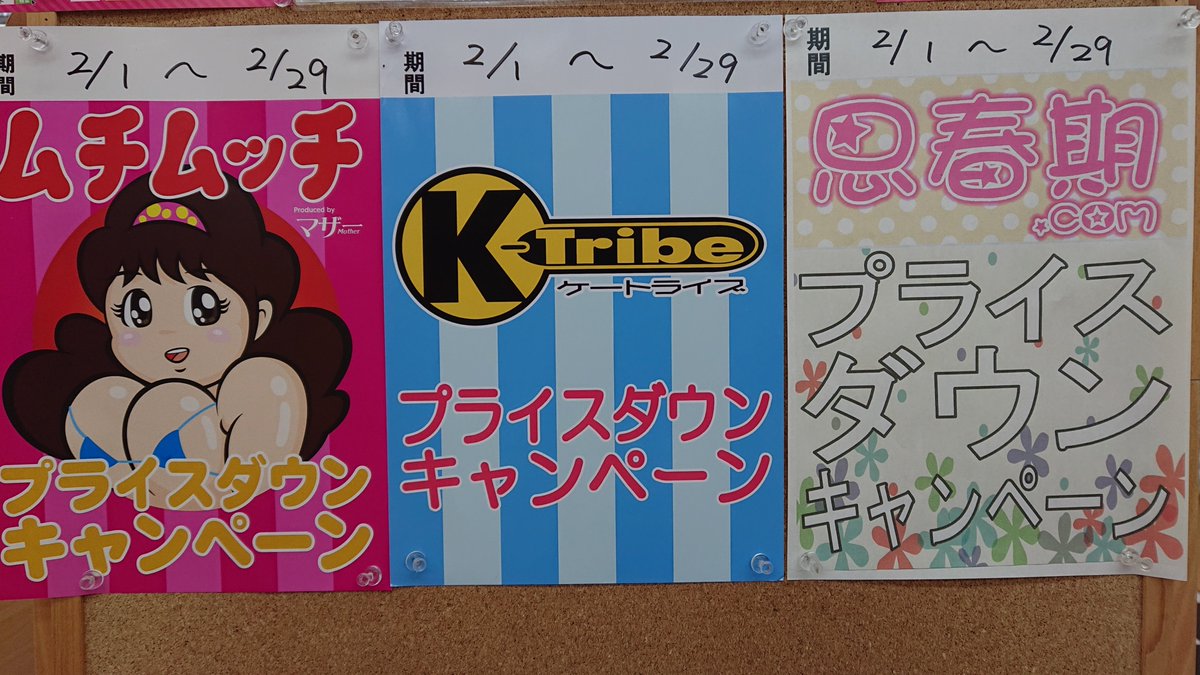 期間 2/1 〜 2/29
ムチムッチ
Produced by
マザー
Mother
プライスダウン
キャンペーン
期間 2/1 〜 2/29
K-Tribe
ケートライブ
プライスダウン
キャンペーン
期間 2/1 〜 2/29
思春期
.com
プライス
ダウン
キャンペーン